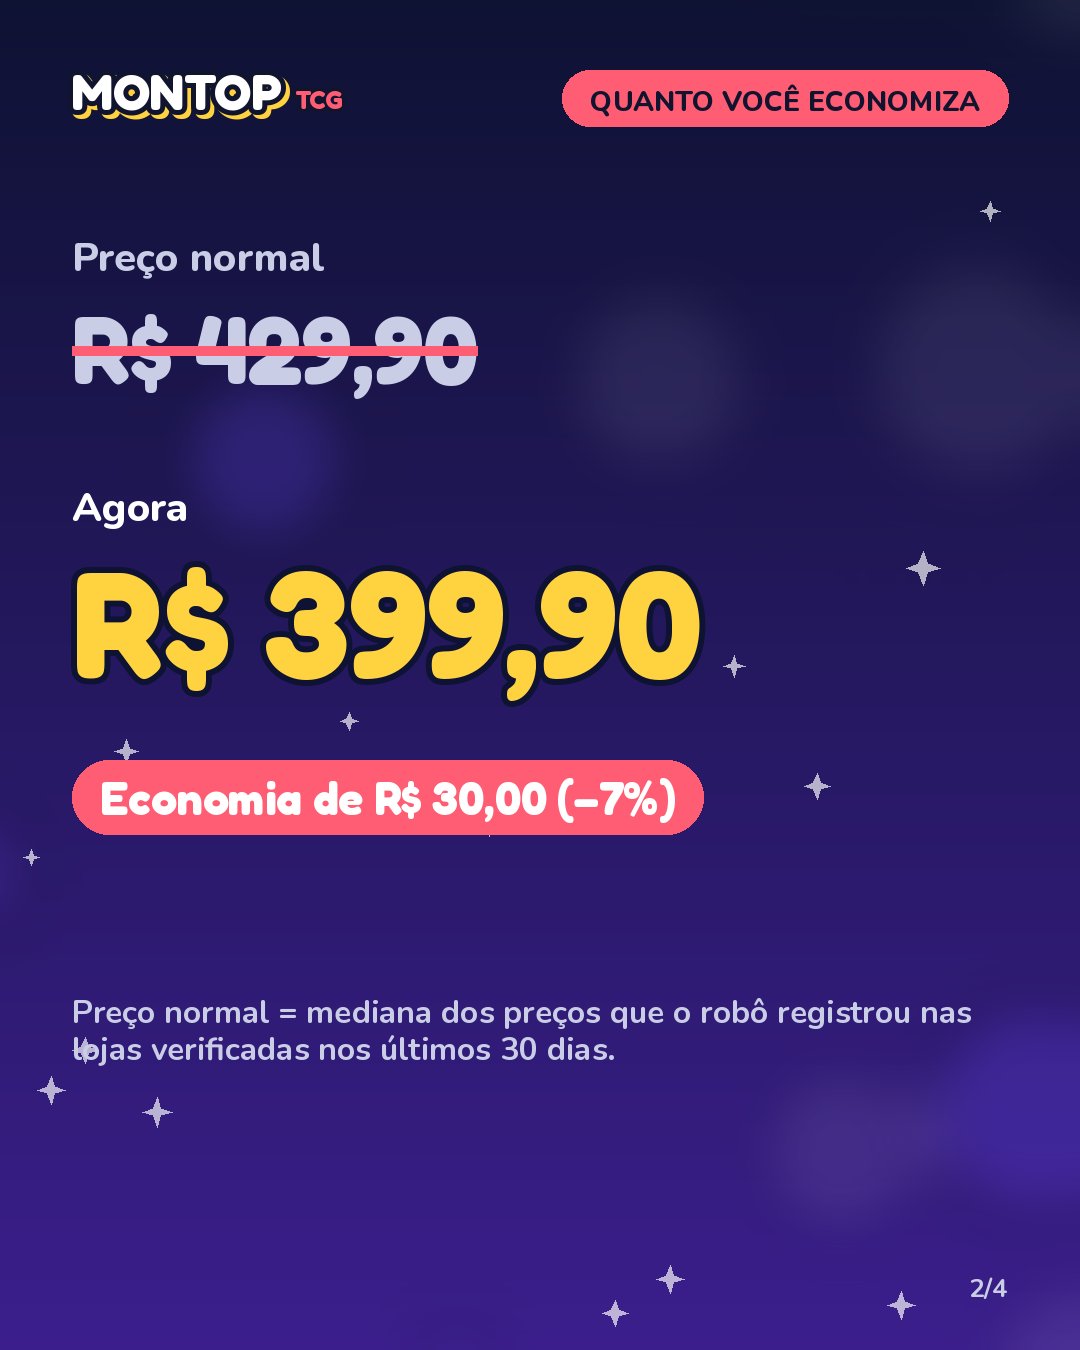 MONTOP TCG
QUANTO VOCÊ ECONOMIZA
Preço normal
R$ 429,90
Agora
R$ 399,90
Economia de R$ 30,00 (−7%)
Preço normal = mediana dos preços que o robô registrou nas
lojas verificadas nos últimos 30 dias.
2/4